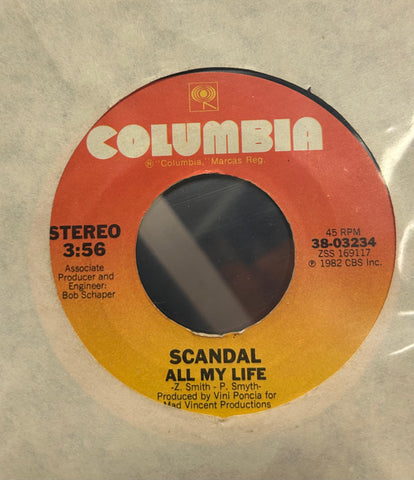 COLUMBIA
® "Columbia," Marcas Reg.
STEREO
3:56
Associate
Producer and
Engineer:
Bob Schaper
45 RPM
38-03234
ZSS 169117
℗ 1982 CBS Inc.
SCANDAL
ALL MY LIFE
-Z. Smith - P. Smyth-
Produced by Vini Poncia for
Mad Vincent Productions